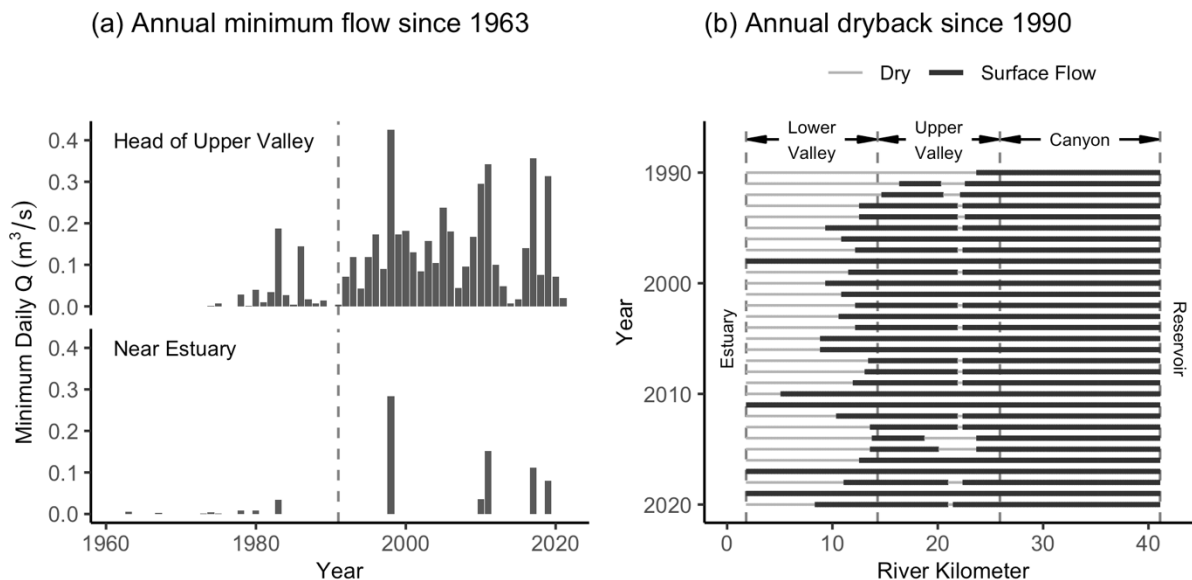 (a) Annual minimum flow since 1963
Minimum Daily Q (m³/s)
Head of Upper Valley
0.4
0.3
0.2
0.1
0.0
Near Estuary
0.4
0.3
0.2
0.1
0.0
1960 1980 2000 2020
Year
(b) Annual dryback since 1990
Dry Surface Flow
Lower Valley
Upper Valley
Canyon
Year
1990
2000
2010
2020
Estuary
Reservoir
0 10 20 30 40
River Kilometer